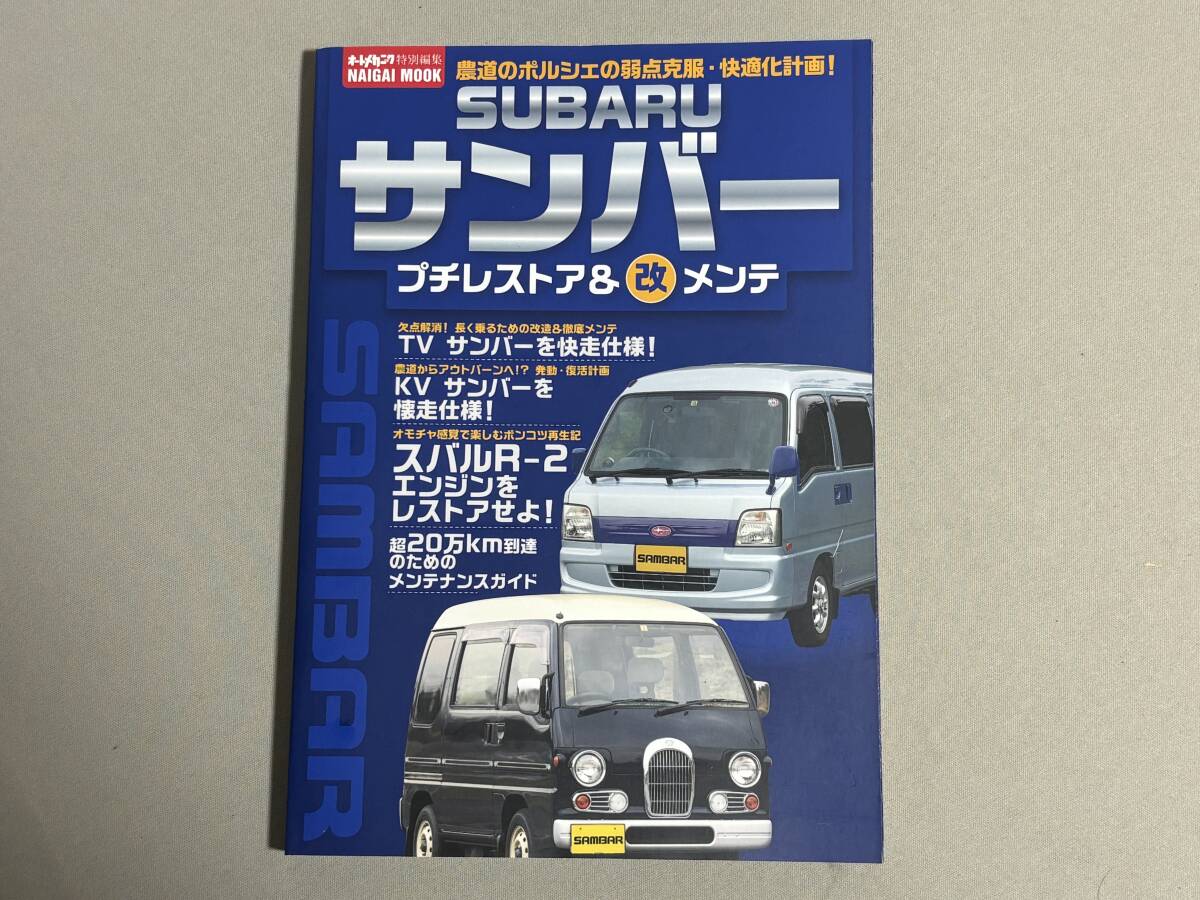 オートメカニック特別編集
NAIGAI MOOK
農道のポルシェの弱点克服・快適化計画！
SUBARU
サンバー
プチレストア&改メンテ
欠点解消！ 長く乗るための改造&徹底メンテ
TV サンバーを快走仕様！
農道からアウトバーンへ!? 発動・復活計画
KV サンバーを
懐走仕様！
オモチャ感覚で楽しむポンコツ再生記
スバルR-2
エンジンを
レストアせよ！
超20万km到達
のための
メンテナンスガイド
SAMBAR
SAMBAR
SAMBAR